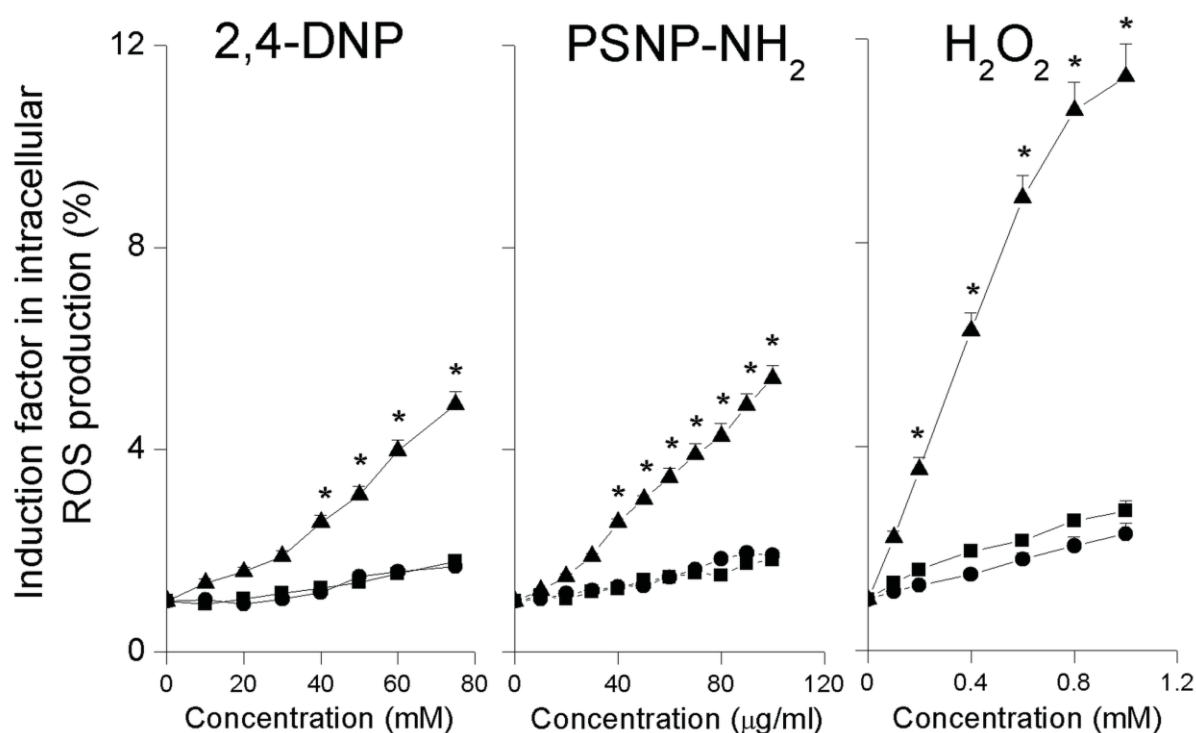 2,4-DNP
PSNP-NH₂
H₂O₂
Induction factor in intracellular
ROS production (%)
12
8
4
0
* * * *
* * * * * * *
* * * * * *
0 20 40 60 80
0 40 80 120
0 0.4 0.8 1.2
Concentration (mM)
Concentration (µg/ml)
Concentration (mM)